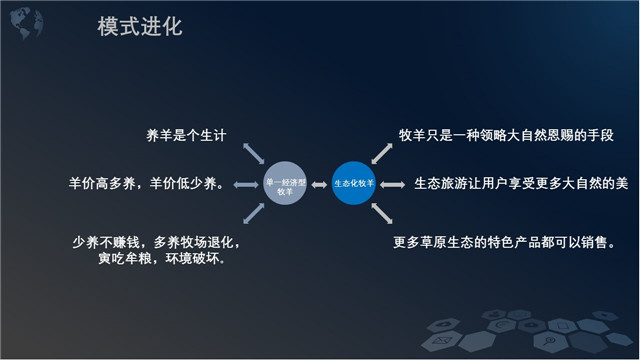 模式进化
养羊是个生计
羊价高多养，羊价低少养。
少养不赚钱，多养牧场退化，
寅吃牟粮，环境破坏。
单一经济型
牧羊
生态化牧羊
牧羊只是一种领略大自然恩赐的手段
生态旅游让用户享受更多大自然的美
更多草原生态的特色产品都可以销售。